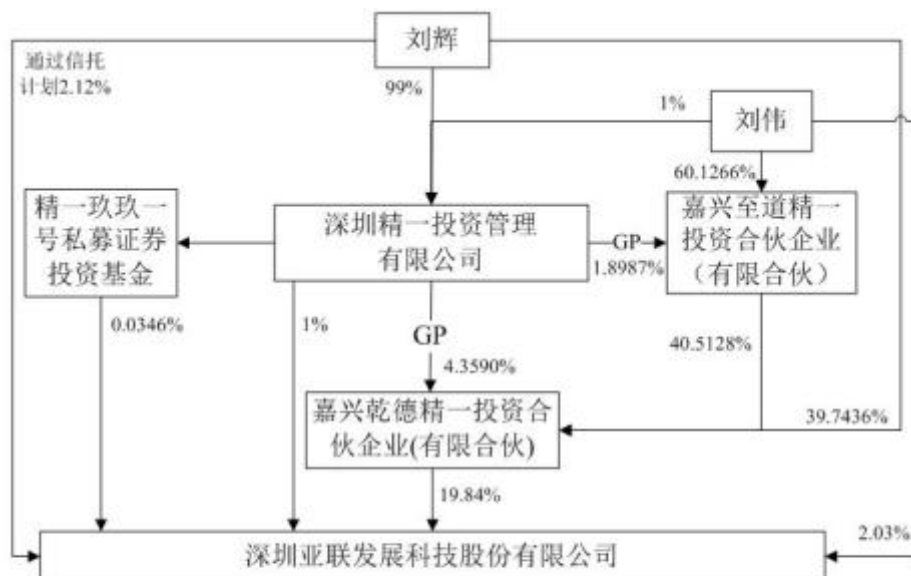 刘辉
通过信托
计划2.12%
99%
1%
刘伟
60.1266%
精一玖玖一
号私募证券
投资基金
深圳精一投资管理
有限公司
GP
1.8987%
嘉兴至道精一
投资合伙企业
（有限合伙）
0.0346%
1%
GP
4.3590%
40.5128%
嘉兴乾德精一投资合
伙企业(有限合伙)
39.7436%
19.84%
深圳亚联发展科技股份有限公司
2.03%